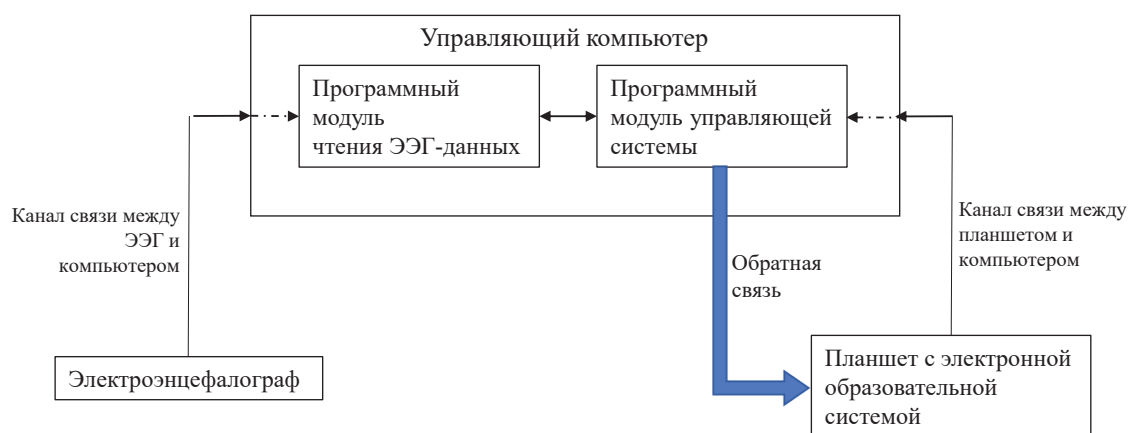 Управляющий компьютер
Программный
модуль
чтения ЭЭГ-данных
Программный
модуль управляющей
системы
Канал связи между
ЭЭГ и
компьютером
Канал связи между
планшетом и
компьютером
Обратная
связь
Электроэнцефалограф
Планшет с электронной
образовательной
системой